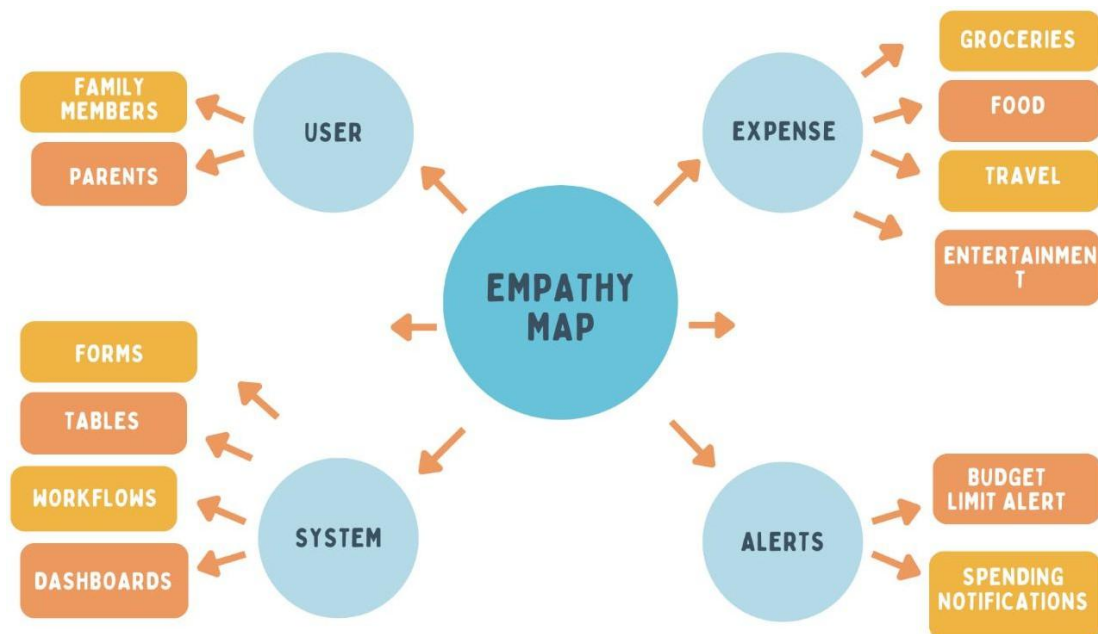 FAMILY
MEMBERS
PARENTS
USER
EXPENSE
GROCERIES
FOOD
TRAVEL
ENTERTAINMEN
T
EMPATHY
MAP
FORMS
TABLES
WORKFLOWS
DASHBOARDS
SYSTEM
ALERTS
BUDGET
LIMIT ALERT
SPENDING
NOTIFICATIONS